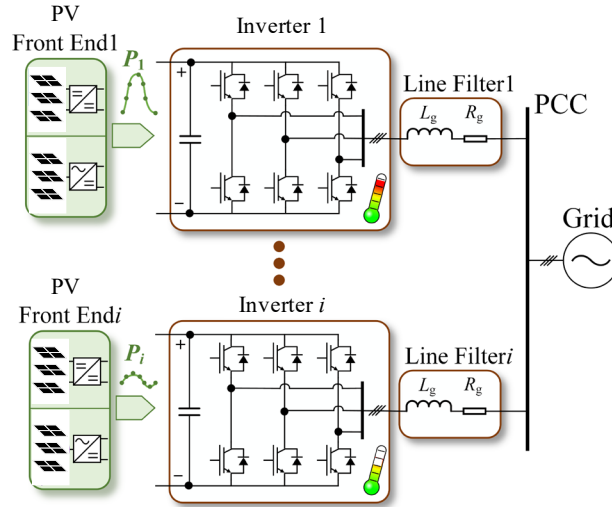 PV
Front End1
P1
Inverter 1
+
−
Line Filter1
Lg
Rg
PCC
Grid
PV
Front Endi
Pi
Inverter i
+
−
Line Filteri
Lg
Rg